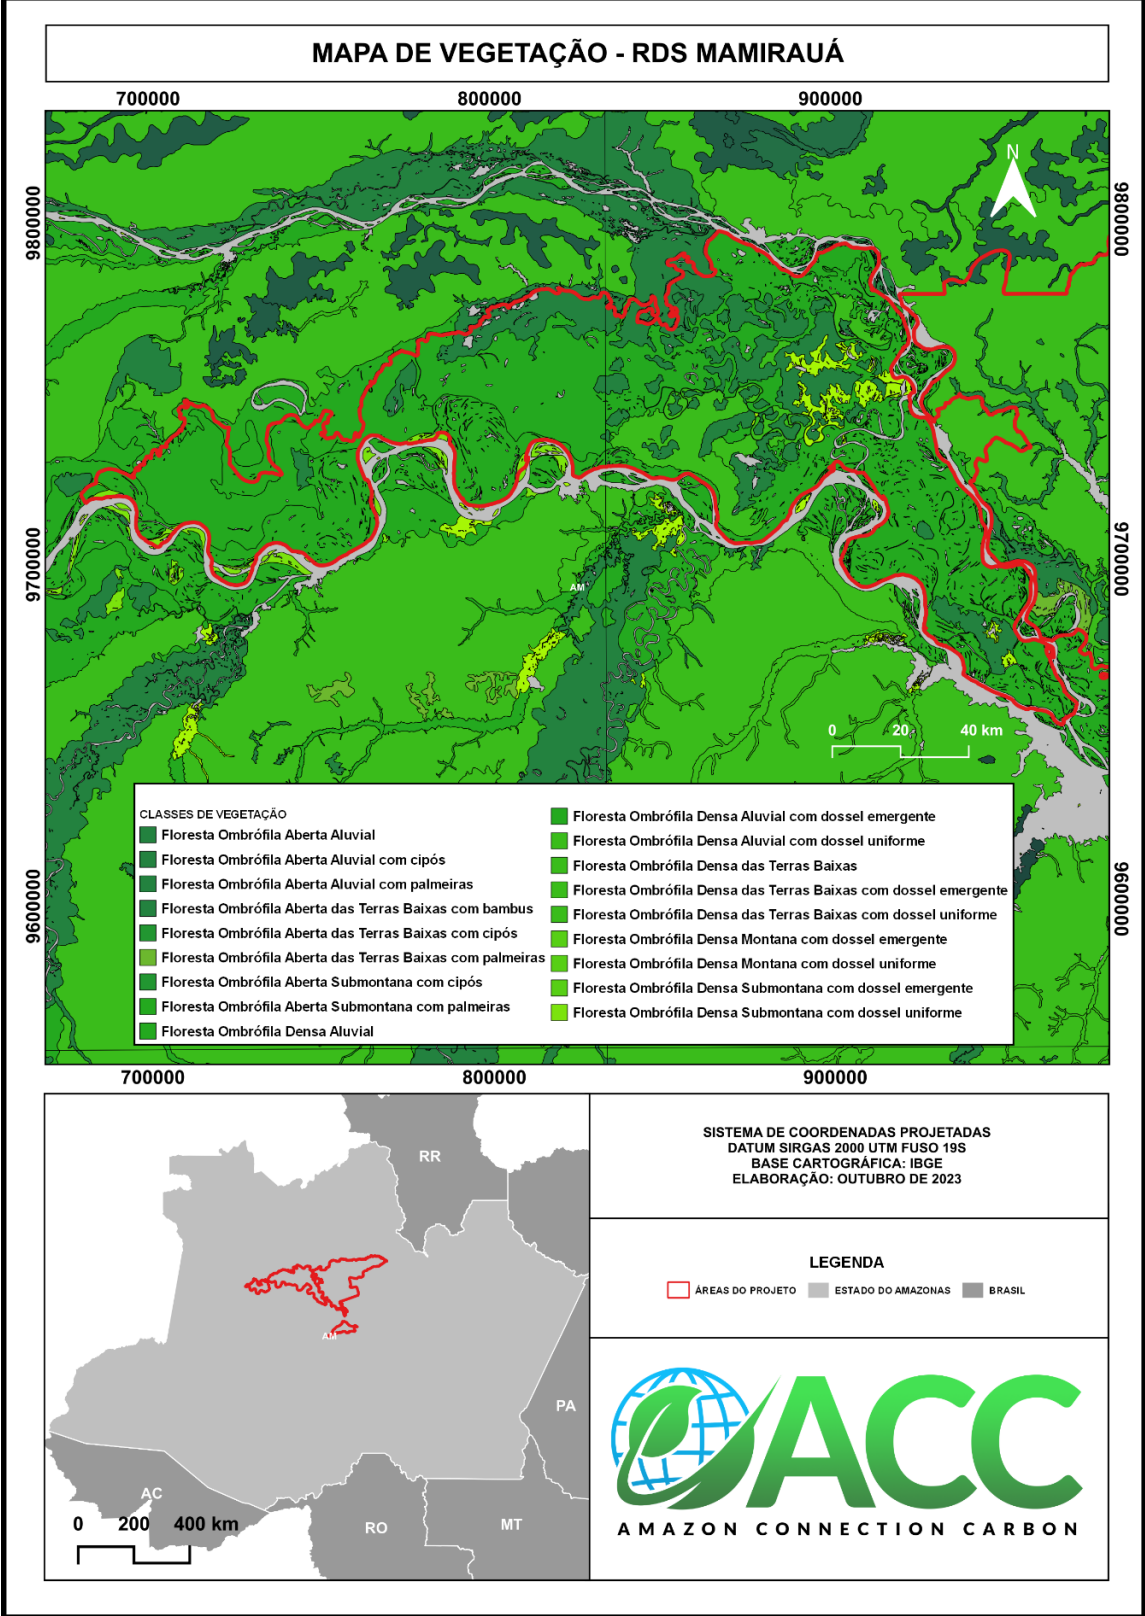 MAPA DE VEGETAÇÃO - RDS MAMIRAUÁ
700000
800000
900000
9800000
9800000
N
9700000
9700000
AM
0
20
40 km
9600000
9600000
CLASSES DE VEGETAÇÃO
Floresta Ombrófila Aberta Aluvial
Floresta Ombrófila Aberta Aluvial com cipós
Floresta Ombrófila Aberta Aluvial com palmeiras
Floresta Ombrófila Aberta das Terras Baixas com bambus
Floresta Ombrófila Aberta das Terras Baixas com cipós
Floresta Ombrófila Aberta das Terras Baixas com palmeiras
Floresta Ombrófila Aberta Submontana com cipós
Floresta Ombrófila Aberta Submontana com palmeiras
Floresta Ombrófila Densa Aluvial
Floresta Ombrófila Densa Aluvial com dossel emergente
Floresta Ombrófila Densa Aluvial com dossel uniforme
Floresta Ombrófila Densa das Terras Baixas
Floresta Ombrófila Densa das Terras Baixas com dossel emergente
Floresta Ombrófila Densa das Terras Baixas com dossel uniforme
Floresta Ombrófila Densa Montana com dossel emergente
Floresta Ombrófila Densa Montana com dossel uniforme
Floresta Ombrófila Densa Submontana com dossel emergente
Floresta Ombrófila Densa Submontana com dossel uniforme
700000
800000
900000
RR
AM
PA
AC
RO
MT
0
200
400 km
SISTEMA DE COORDENADAS PROJETADAS
DATUM SIRGAS 2000 UTM FUSO 19S
BASE CARTOGRÁFICA: IBGE
ELABORAÇÃO: OUTUBRO DE 2023
LEGENDA
ÁREAS DO PROJETO
ESTADO DO AMAZONAS
BRASIL
ACC
AMAZON CONNECTION CARBON